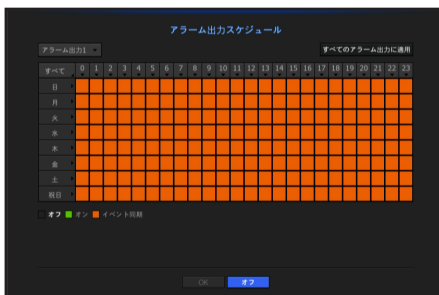 アラーム出力スケジュール
アラーム出力1 すべてのアラーム出力に適用
すべて 0 1 2 3 4 5 6 7 8 9 10 11 12 13 14 15 16 17 18 19 20 21 22 23
日
月
火
水
木
金
土
祝日
オフ オン イベント同期
OK オフ